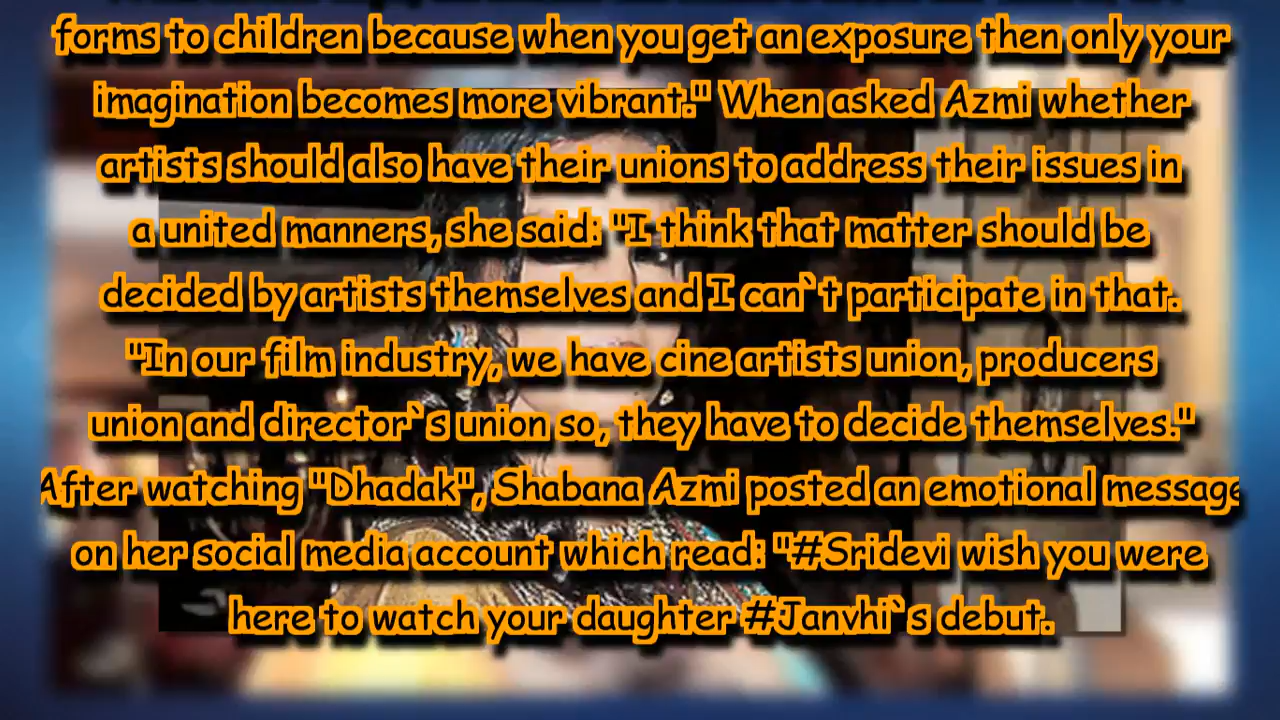 forms to children because when you get an exposure then only your
imagination becomes more vibrant." When asked Azmi whether
artists should also have their unions to address their issues in
a united manners, she said: "I think that matter should be
decided by artists themselves and I can`t participate in that.
"In our film industry, we have cine artists union, producers
union and director`s union so, they have to decide themselves."
After watching "Dhadak", Shabana Azmi posted an emotional message
on her social media account which read: "#Sridevi wish you were
here to watch your daughter #Janvhi`s debut.